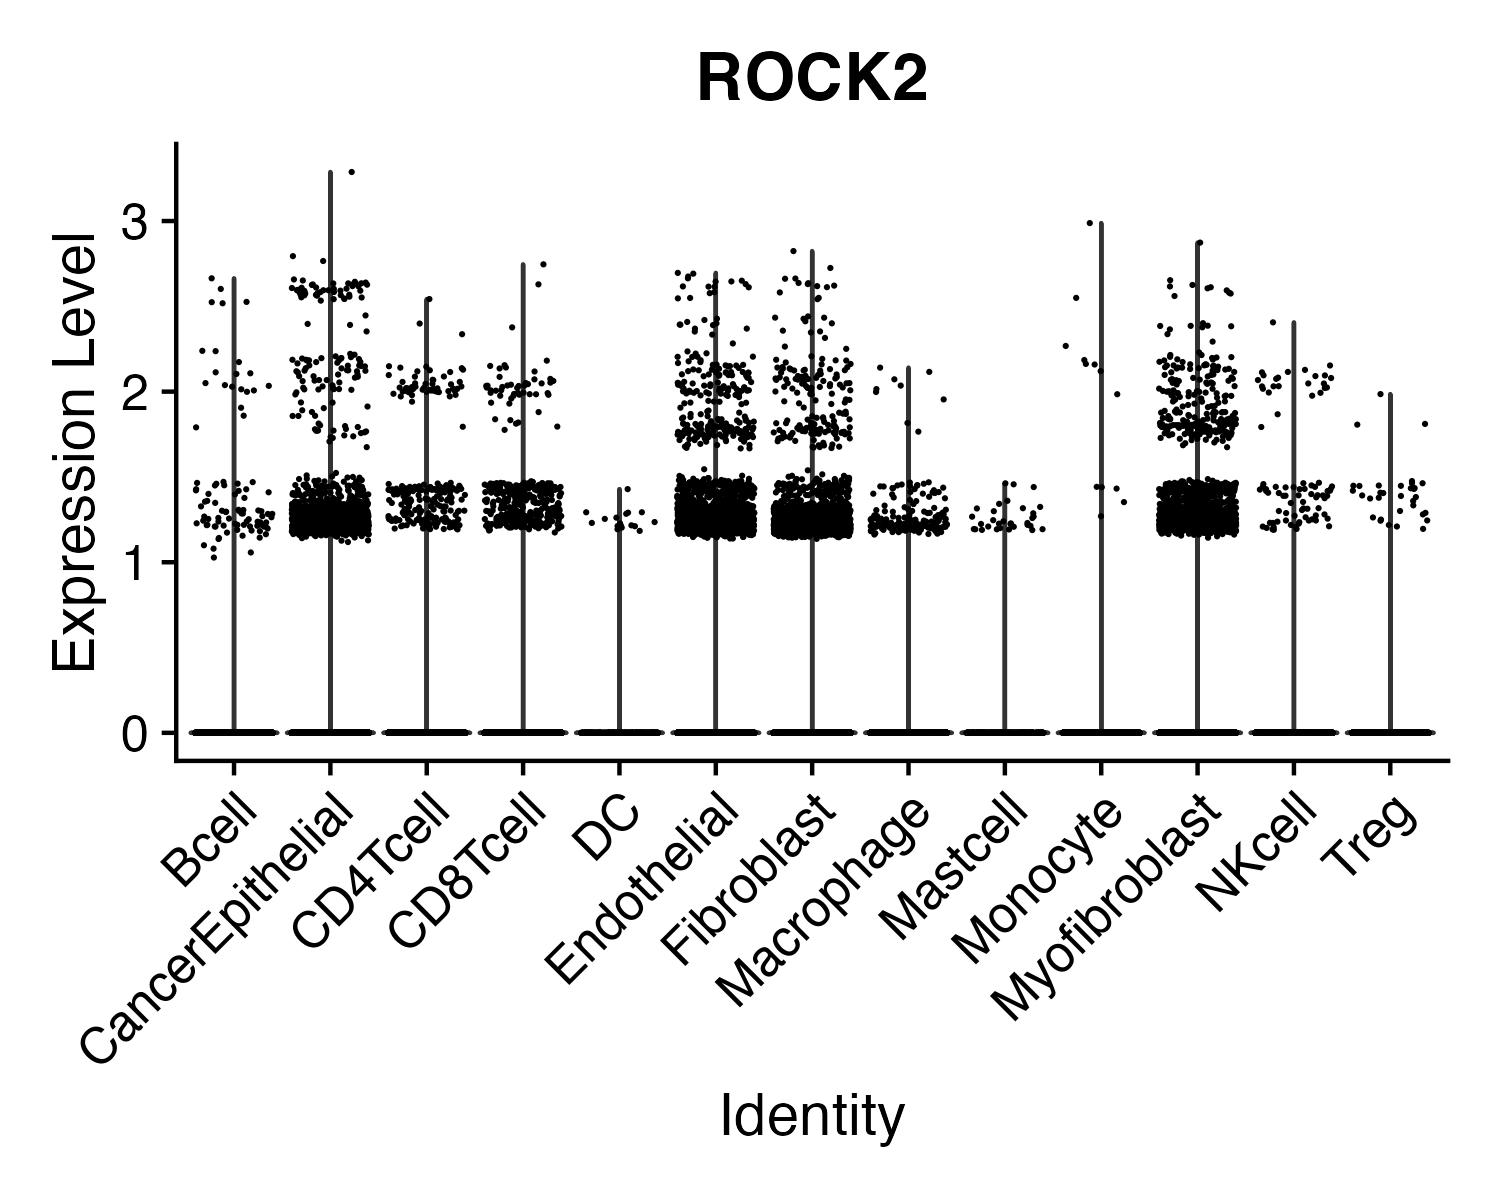 ROCK2
Expression Level
3
2
1
0
Bcell
CancerEpithelial
CD4Tcell
CD8Tcell
DC
Endothelial
Fibroblast
Macrophage
Mastcell
Monocyte
Myofibroblast
NKcell
Treg
Identity